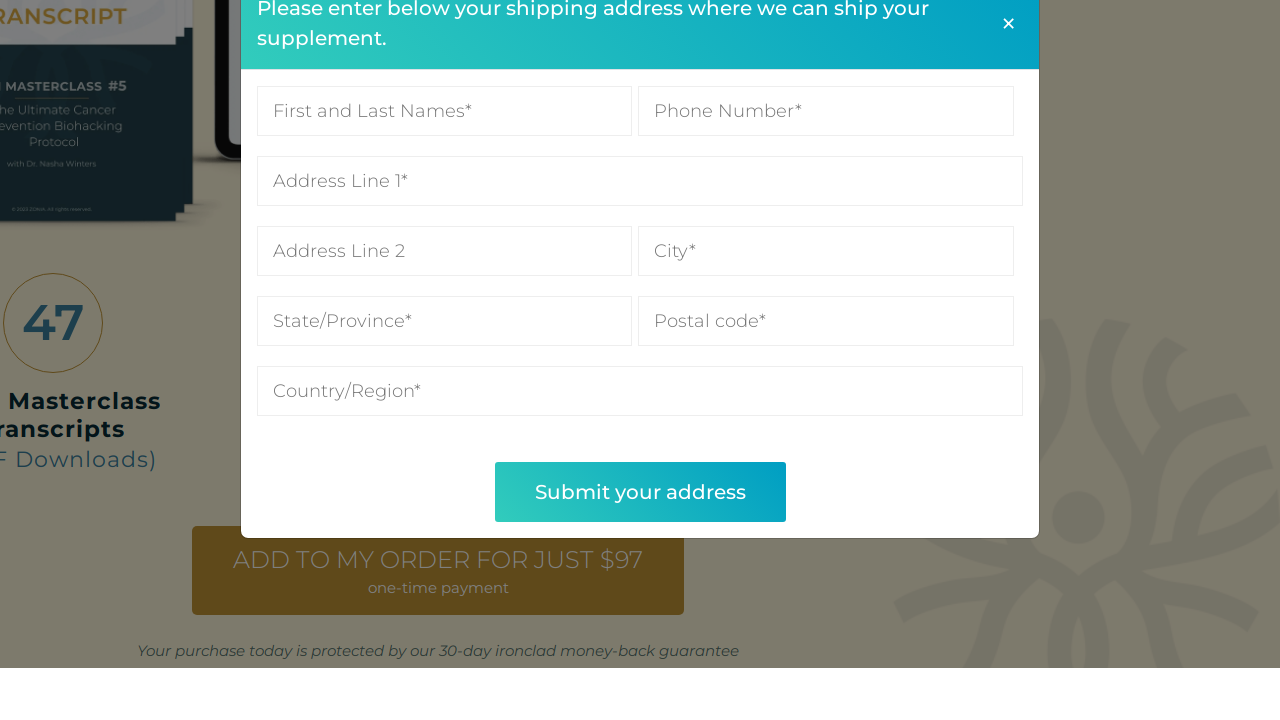 Please enter below your shipping address where we can ship your
supplement.
×
RANSCRIPT
MASTERCLASS #5
he Ultimate Cancer
evention Biohacking
Protocol
with Dr. Nasha Winters
First and Last Names*
Phone Number*
Address Line 1*
Address Line 2
City*
State/Province*
Postal code*
Country/Region*
Submit your address
47
Masterclass
ranscripts
F Downloads)
ADD TO MY ORDER FOR JUST $97
one-time payment
Your purchase today is protected by our 30-day ironclad money-back guarantee